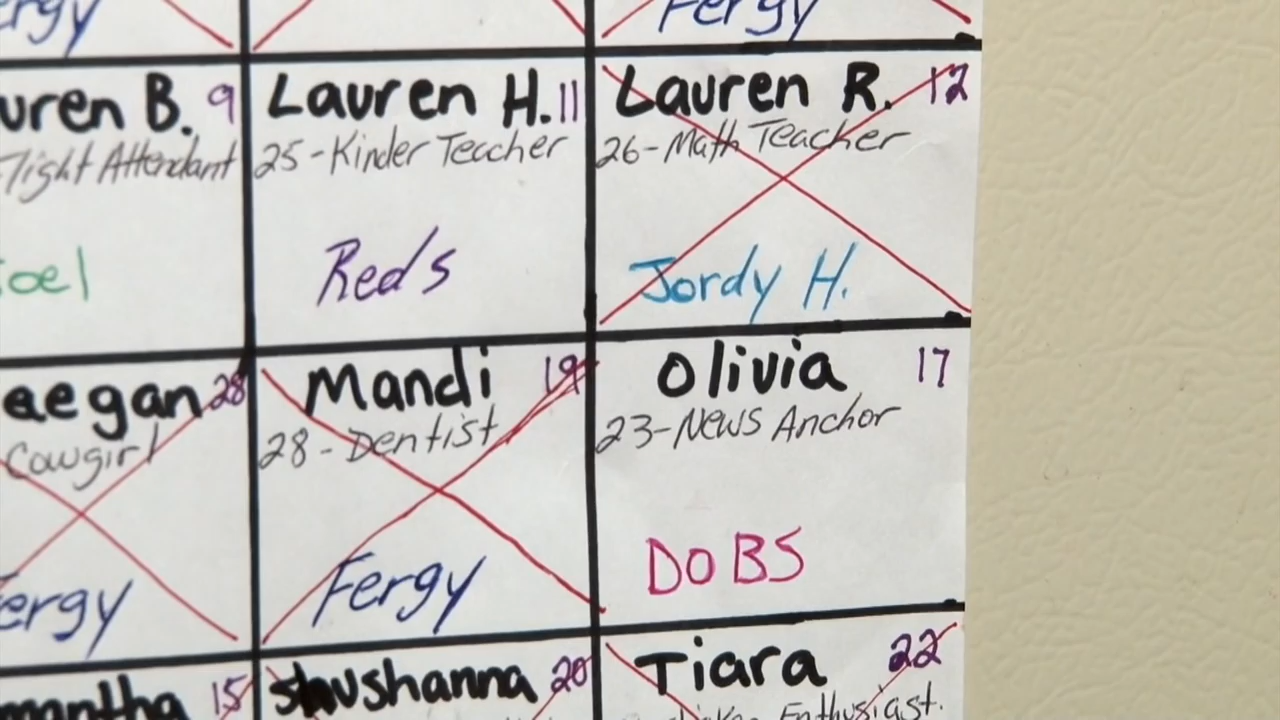 Fergy
uren B. 9 Lauren H. 11 Lauren R. 12
Flight Attendant 25-Kinder Teacher 26-Math Teacher
oel Red's Jordy H.
aegan 28 Mandi 19 Olivia 17
Cowgirl 28-Dentist 23-News Anchor
ergy Fergy DOBS
mantha 15 Shushanna 20 Tiara 22
Enthusiast.